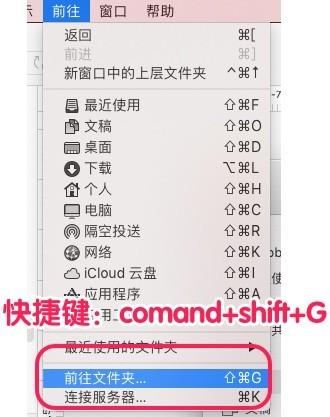 前往 窗口 帮助
返回 ⌘[
前进 ⌘]
新窗口中的上层文件夹 ^⌘↑
最近使用 ⇧⌘F
文稿 ⇧⌘O
桌面 ⇧⌘D
下载 ⌥⌘L
个人 ⇧⌘H
电脑 ⇧⌘C
隔空投送 ⇧⌘R
网络 ⇧⌘K
iCloud 云盘 ⇧⌘I
应用程序 ⇧⌘A
快捷键：comand+shift+G
最近使用的文件夹
前往文件夹... ⇧⌘G
连接服务器... ⌘K